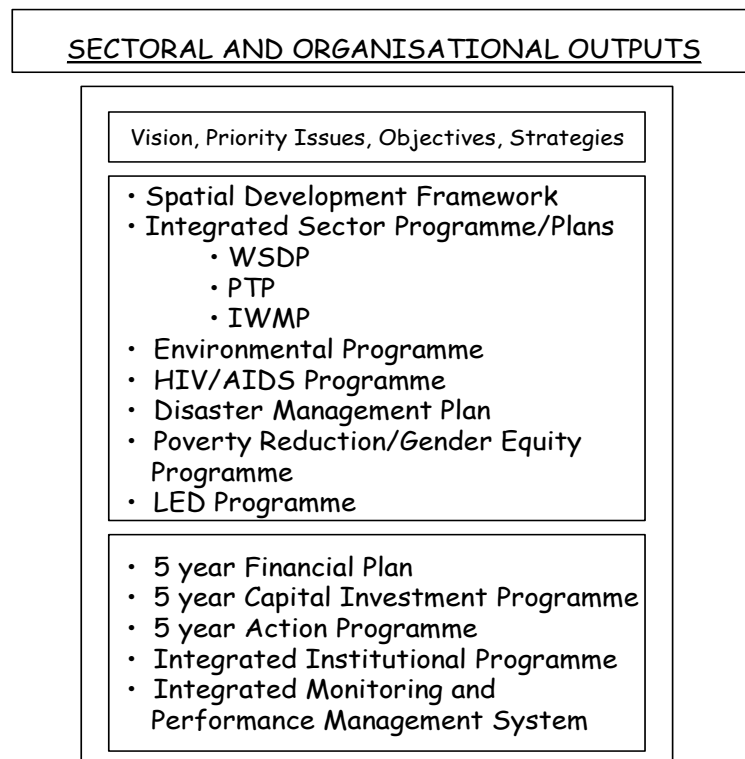 SECTORAL AND ORGANISATIONAL OUTPUTS
Vision, Priority Issues, Objectives, Strategies
• Spatial Development Framework
• Integrated Sector Programme/Plans
• WSDP
• PTP
• IWMP
• Environmental Programme
• HIV/AIDS Programme
• Disaster Management Plan
• Poverty Reduction/Gender Equity
Programme
• LED Programme
• 5 year Financial Plan
• 5 year Capital Investment Programme
• 5 year Action Programme
• Integrated Institutional Programme
• Integrated Monitoring and
Performance Management System